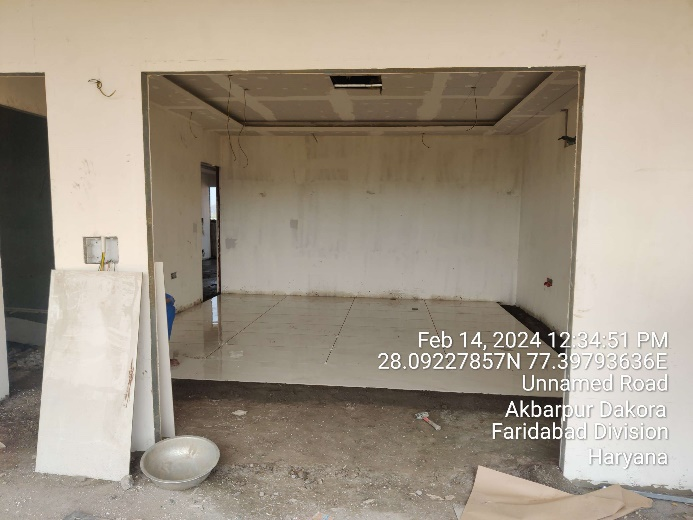 Feb 14, 2024 12:34:51 PM
28.09227857N 77.39793636E
Unnamed Road
Akbarpur Dakora
Faridabad Division
Haryana